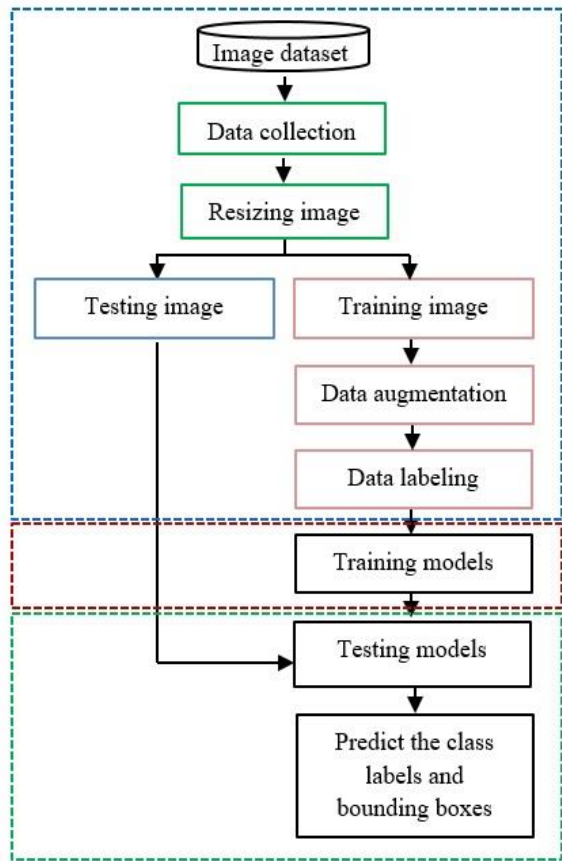 Image dataset
Data collection
Resizing image
Testing image
Training image
Data augmentation
Data labeling
Training models
Testing models
Predict the class
labels and
bounding boxes